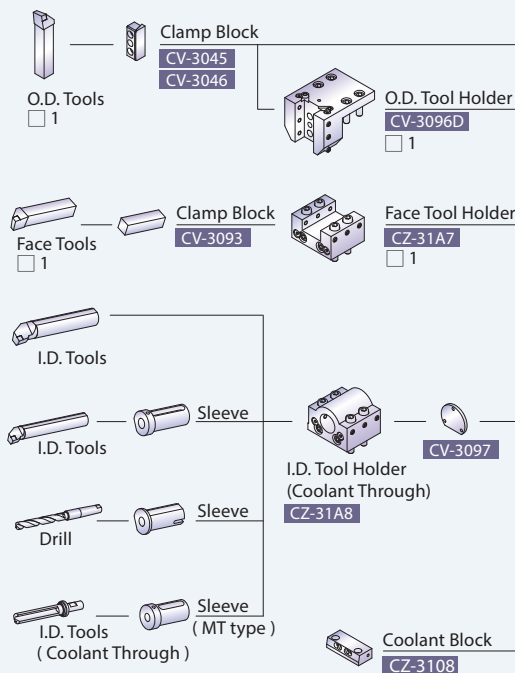 Clamp Block
CV-3045
CV-3046
O.D. Tools
□ 1
O.D. Tool Holder
CV-3096D
□ 1
Clamp Block
CV-3093
Face Tools
□ 1
Face Tool Holder
CZ-31A7
□ 1
I.D. Tools
Sleeve
I.D. Tools
CV-3097
I.D. Tool Holder
(Coolant Through)
CZ-31A8
Sleeve
Drill
Sleeve
( MT type )
I.D. Tools
( Coolant Through )
Coolant Block
CZ-3108